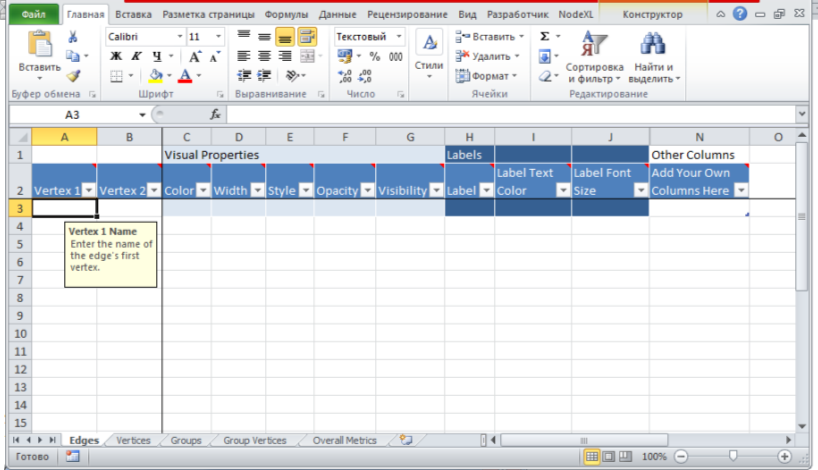 Файл Главная Вставка Разметка страницы Формулы Данные Рецензирование Вид Разработчик NodeXL Конструктор
Calibri 11 Текстовый Вставить
Ж К Ч A A % 000 Удалить
Вставить Стили Формат Сортировка и фильтр Найти и выделить
Буфер обмена Шрифт Выравнивание Число Ячейки Редактирование
A3 fx
A B C D E F G H I J N O
1 Visual Properties Labels Other Columns
2 Vertex 1 Vertex 2 Color Width Style Opacity Visibility Label Label Text Color Label Font Size Add Your Own Columns Here
3
4 Vertex 1 Name
5 Enter the name of
6 the edge's first
7 vertex.
8
9
10
11
12
13
14
15
Edges Vertices Groups Group Vertices Overall Metrics
Готово 100%